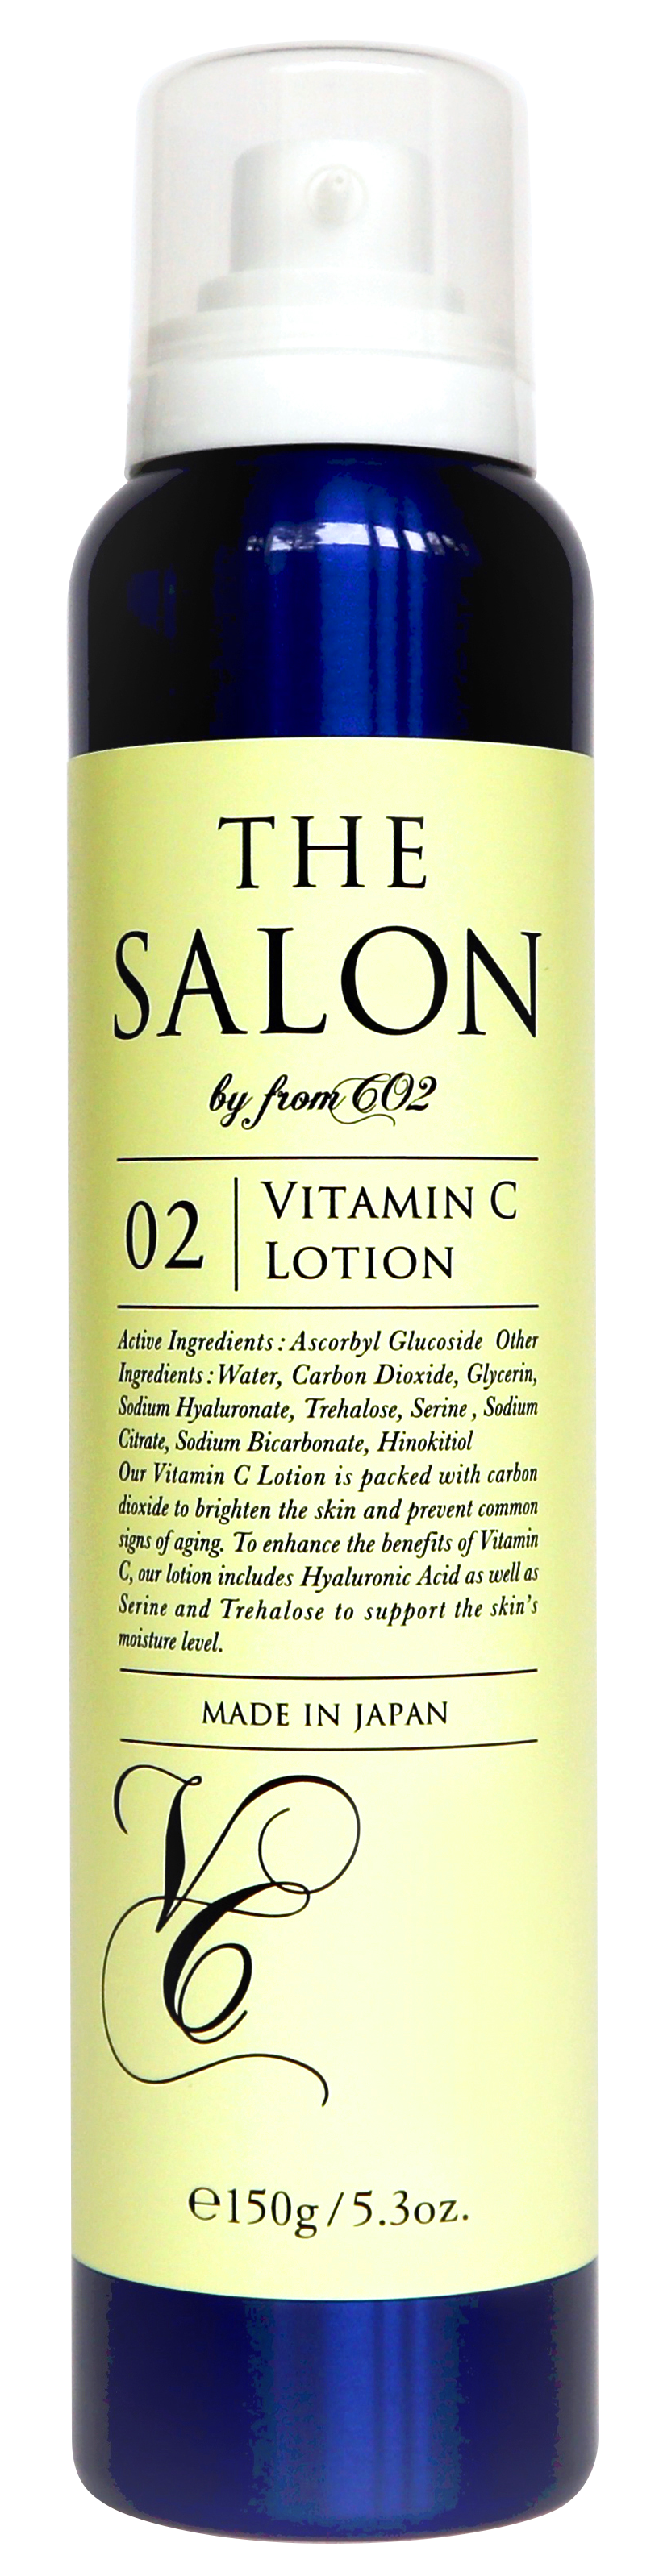 THE
SALON
by from CO2
02
VITAMIN C
LOTION
Active Ingredients : Ascorbyl Glucoside Other
Ingredients : Water, Carbon Dioxide, Glycerin,
Sodium Hyaluronate, Trehalose, Serine , Sodium
Citrate, Sodium Bicarbonate, Hinokitiol
Our Vitamin C Lotion is packed with carbon
dioxide to brighten the skin and prevent common
signs of aging. To enhance the benefits of Vitamin
C, our lotion includes Hyaluronic Acid as well as
Serine and Trehalose to support the skin's
moisture level.
MADE IN JAPAN
VC
℮150g/5.3oz.